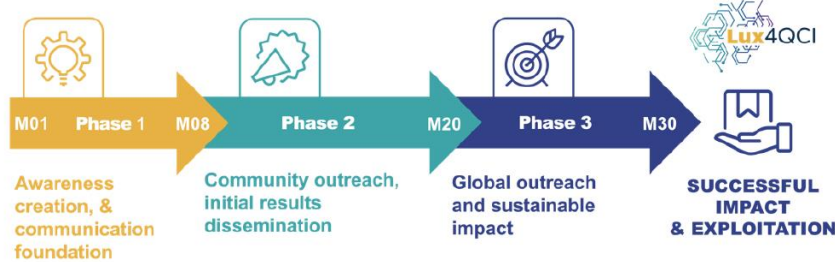 Lux4QCI
M01 Phase 1 M08 Phase 2 M20 Phase 3 M30
Awareness
creation, &
communication
foundation
Community outreach,
initial results
dissemination
Global outreach
and sustainable
impact
SUCCESSFUL
IMPACT
& EXPLOITATION